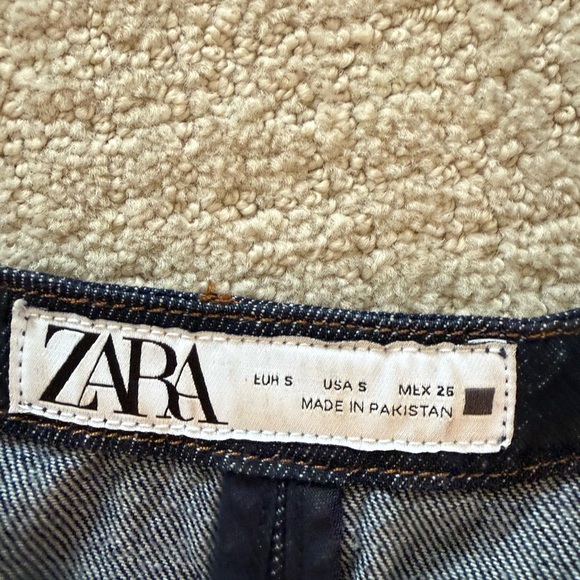 ZARA
EUR S USA S MEX 26
MADE IN PAKISTAN